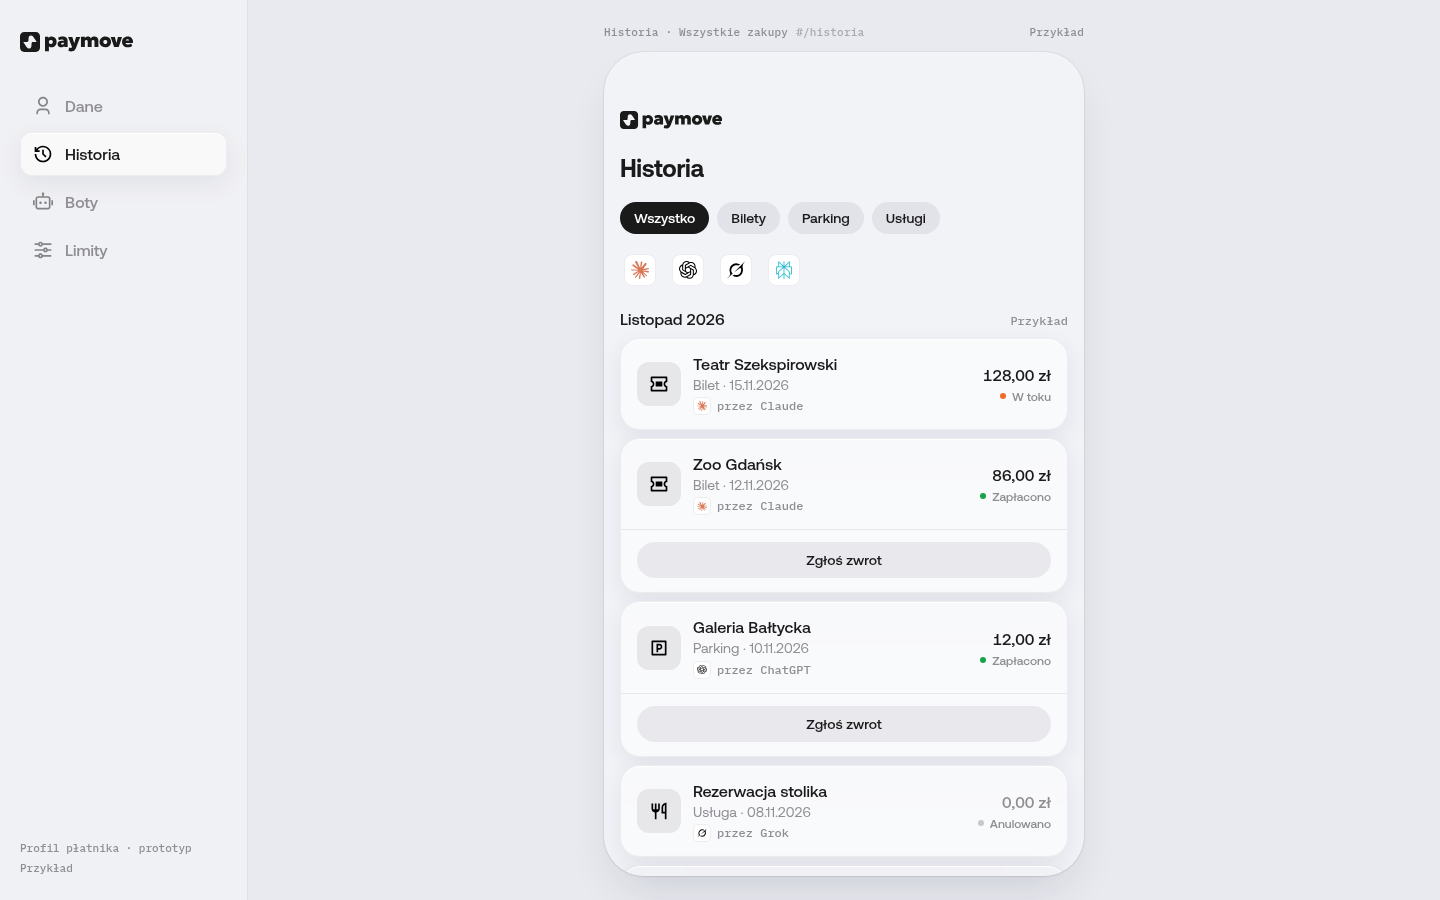 paymove
Dane
Historia
Boty
Limity
Profil płatnika · prototyp
Przykład
Historia · Wszystkie zakupy #/historia
Przykład
paymove
Historia
Wszystko
Bilety
Parking
Usługi
Listopad 2026
Przykład
Teatr Szekspirowski
128,00 zł
Bilet · 15.11.2026
W toku
przez Claude
Zoo Gdańsk
86,00 zł
Bilet · 12.11.2026
Zapłacono
przez Claude
Zgłoś zwrot
Galeria Bałtycka
12,00 zł
Parking · 10.11.2026
Zapłacono
przez ChatGPT
Zgłoś zwrot
Rezerwacja stolika
0,00 zł
Usługa · 08.11.2026
Anulowano
przez Grok